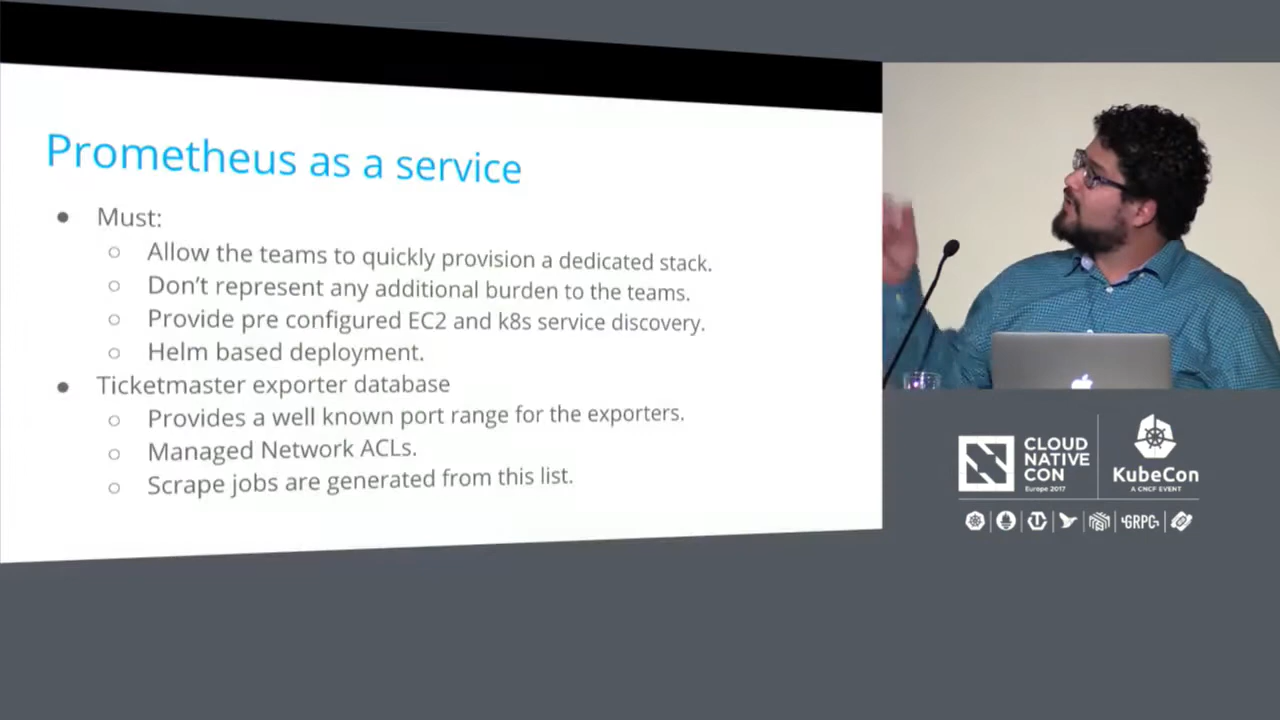 Prometheus as a service
Must:
Allow the teams to quickly provision a dedicated stack.
Don't represent any additional burden to the teams.
Provide pre configured EC2 and k8s service discovery.
Helm based deployment.
Ticketmaster exporter database
Provides a well known port range for the exporters.
Managed Network ACLs.
Scrape jobs are generated from this list.
CLOUD
NATIVE
CON
Europe 2017
KubeCon
A CNCF EVENT
GRPC